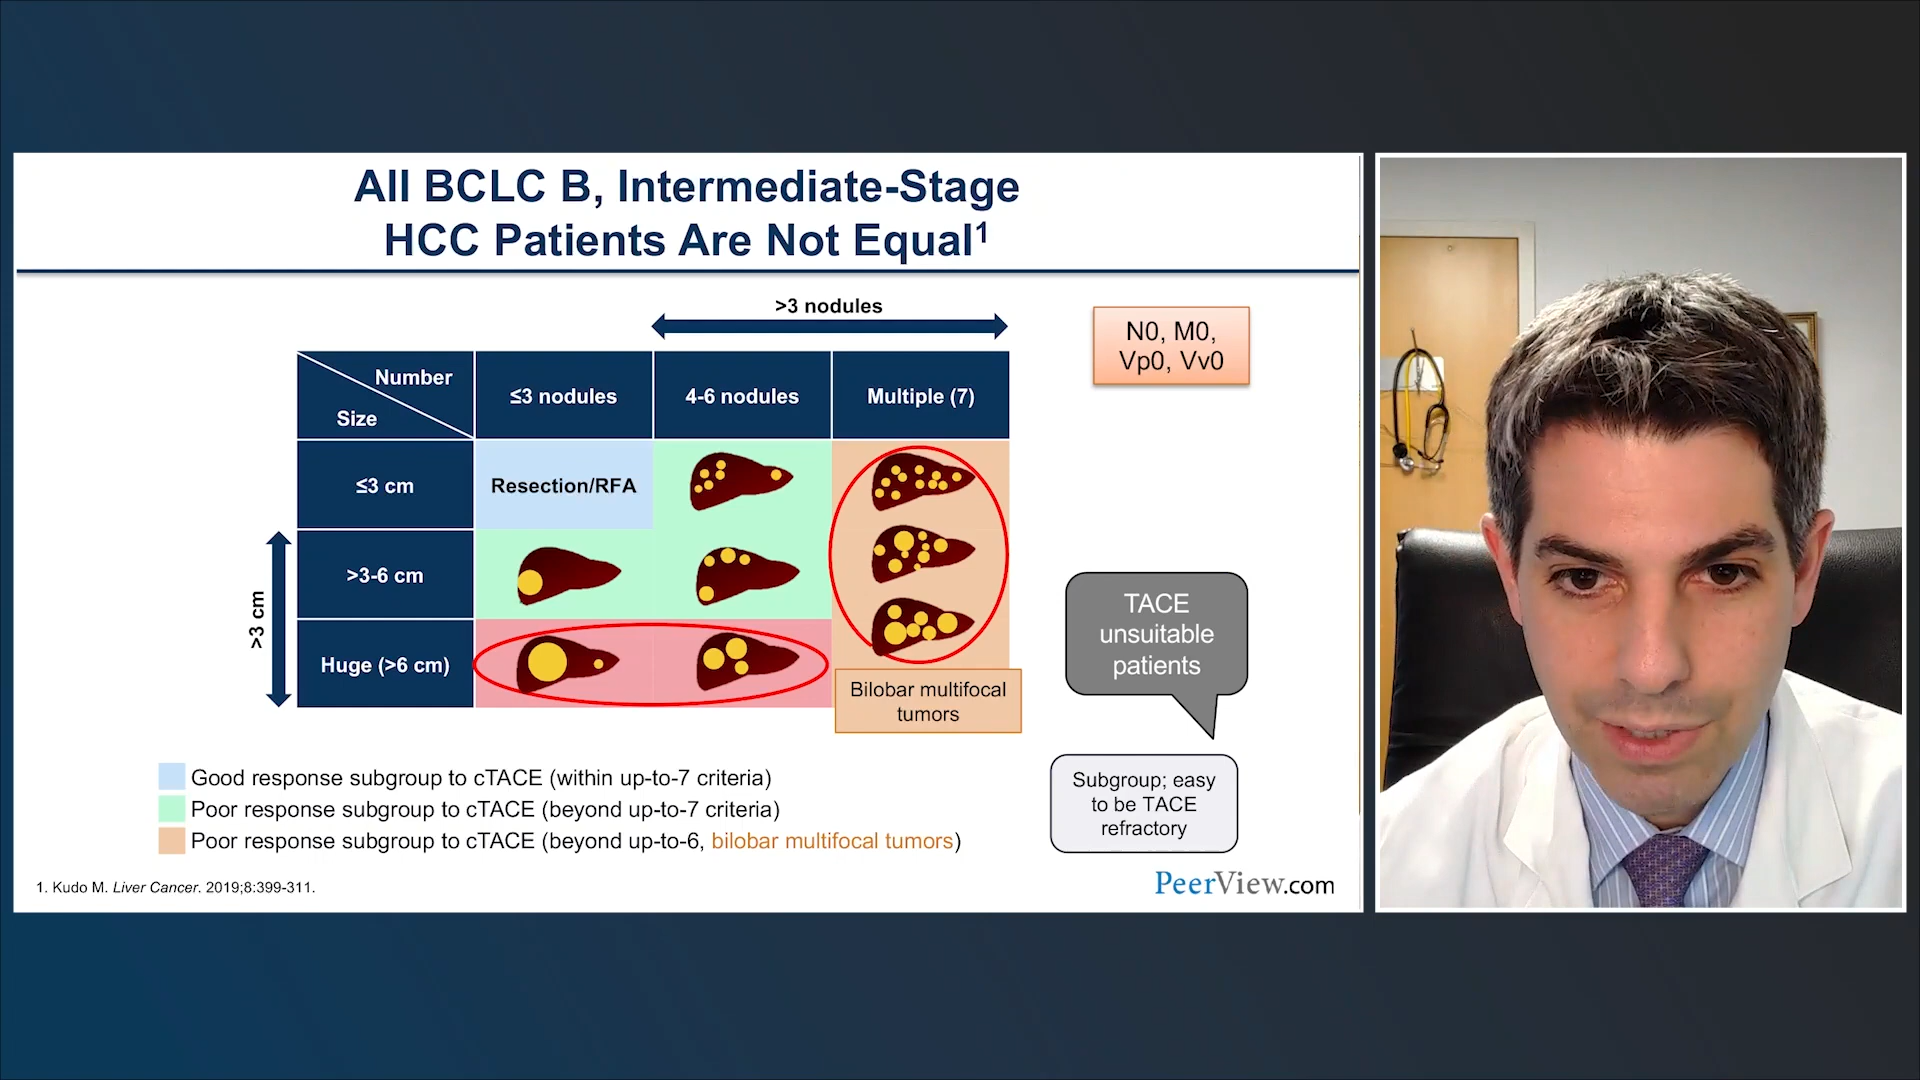 All BCLC B, Intermediate-Stage
HCC Patients Are Not Equal1
>3 nodules
N0, M0,
Vp0, Vv0
Number
Size
≤3 nodules
4-6 nodules
Multiple (7)
≤3 cm
Resection/RFA
>3 cm
>3-6 cm
Huge (>6 cm)
Bilobar multifocal
tumors
TACE
unsuitable
patients
Subgroup; easy
to be TACE
refractory
Good response subgroup to cTACE (within up-to-7 criteria)
Poor response subgroup to cTACE (beyond up-to-7 criteria)
Poor response subgroup to cTACE (beyond up-to-6, bilobar multifocal tumors)
1. Kudo M. Liver Cancer. 2019;8:399-311.
PeerView.com